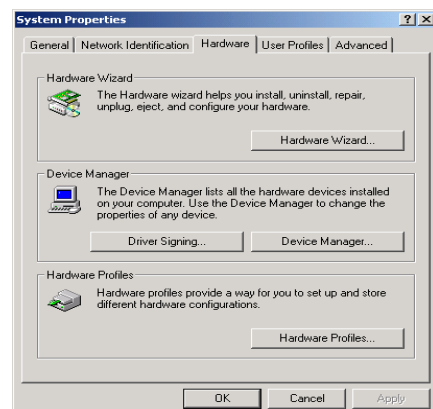 System Properties
General Network Identification Hardware User Profiles Advanced
Hardware Wizard
The Hardware wizard helps you install, uninstall, repair,
unplug, eject, and configure your hardware.
Hardware Wizard...
Device Manager
The Device Manager lists all the hardware devices installed
on your computer. Use the Device Manager to change the
properties of any device.
Driver Signing... Device Manager...
Hardware Profiles
Hardware profiles provide a way for you to set up and store
different hardware configurations.
Hardware Profiles...
OK Cancel Apply